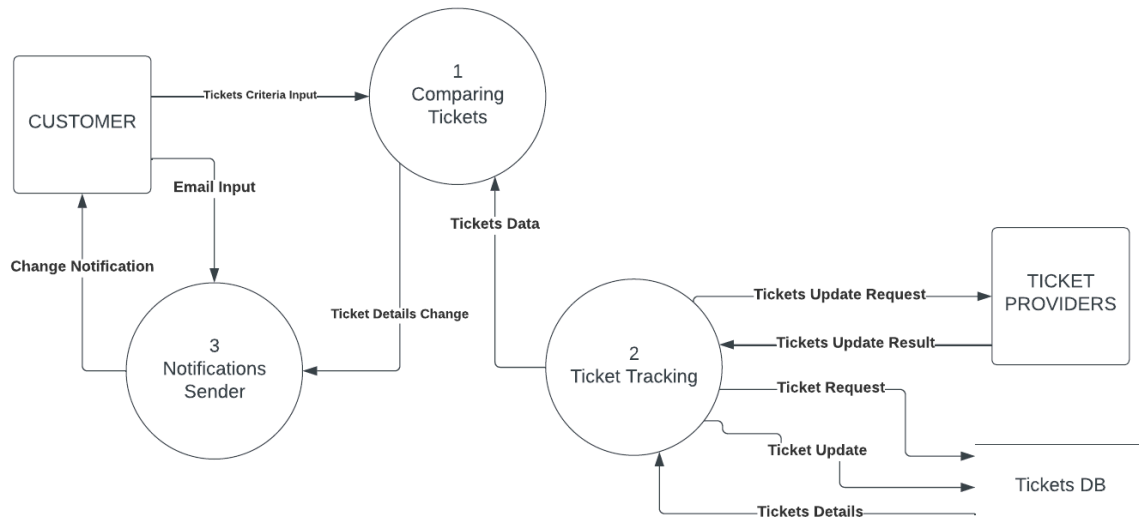 1
Comparing
Tickets
CUSTOMER
Tickets Criteria Input
Email Input
Tickets Data
Change Notification
Ticket Details Change
TICKET
PROVIDERS
Tickets Update Request
Tickets Update Result
3
Notifications
Sender
2
Ticket Tracking
Ticket Request
Ticket Update
Tickets DB
Tickets Details